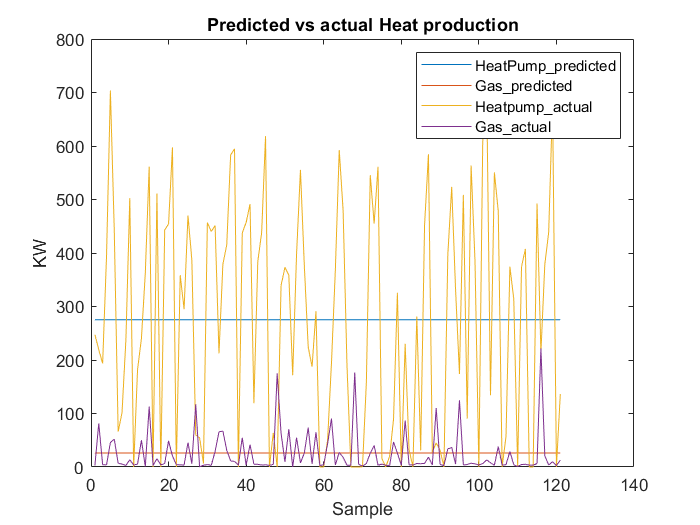 Predicted vs actual Heat production
800
700
600
500
400
300
200
100
0
KW
HeatPump_predicted
Gas_predicted
Heatpump_actual
Gas_actual
0 20 40 60 80 100 120 140
Sample